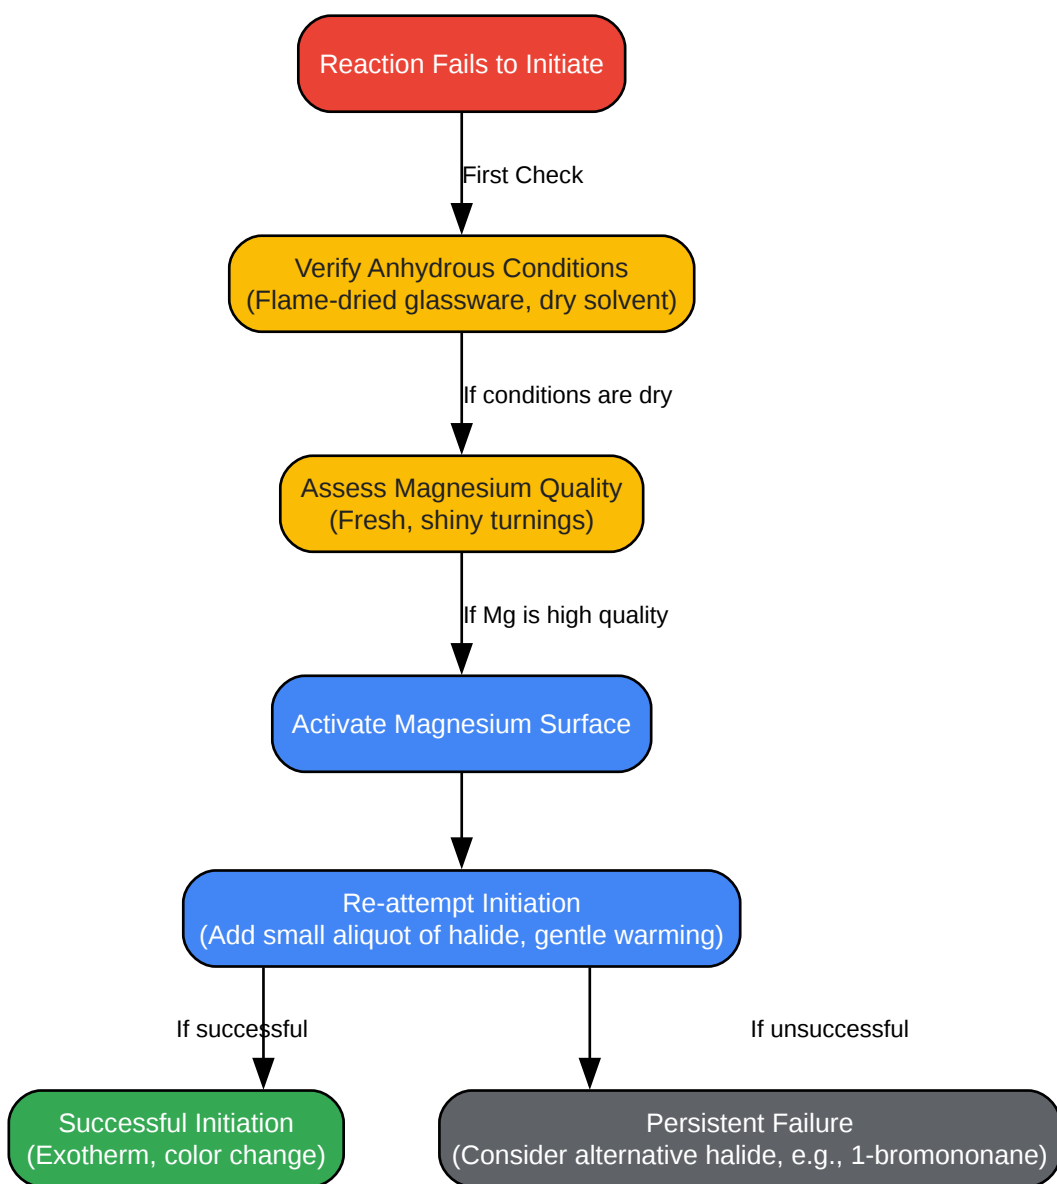 Reaction Fails to Initiate
First Check
Verify Anhydrous Conditions
(Flame-dried glassware, dry solvent)
If conditions are dry
Assess Magnesium Quality
(Fresh, shiny turnings)
If Mg is high quality
Activate Magnesium Surface
Re-attempt Initiation
(Add small aliquot of halide, gentle warming)
If successful
If unsuccessful
Successful Initiation
(Exotherm, color change)
Persistent Failure
(Consider alternative halide, e.g., 1-bromononane)